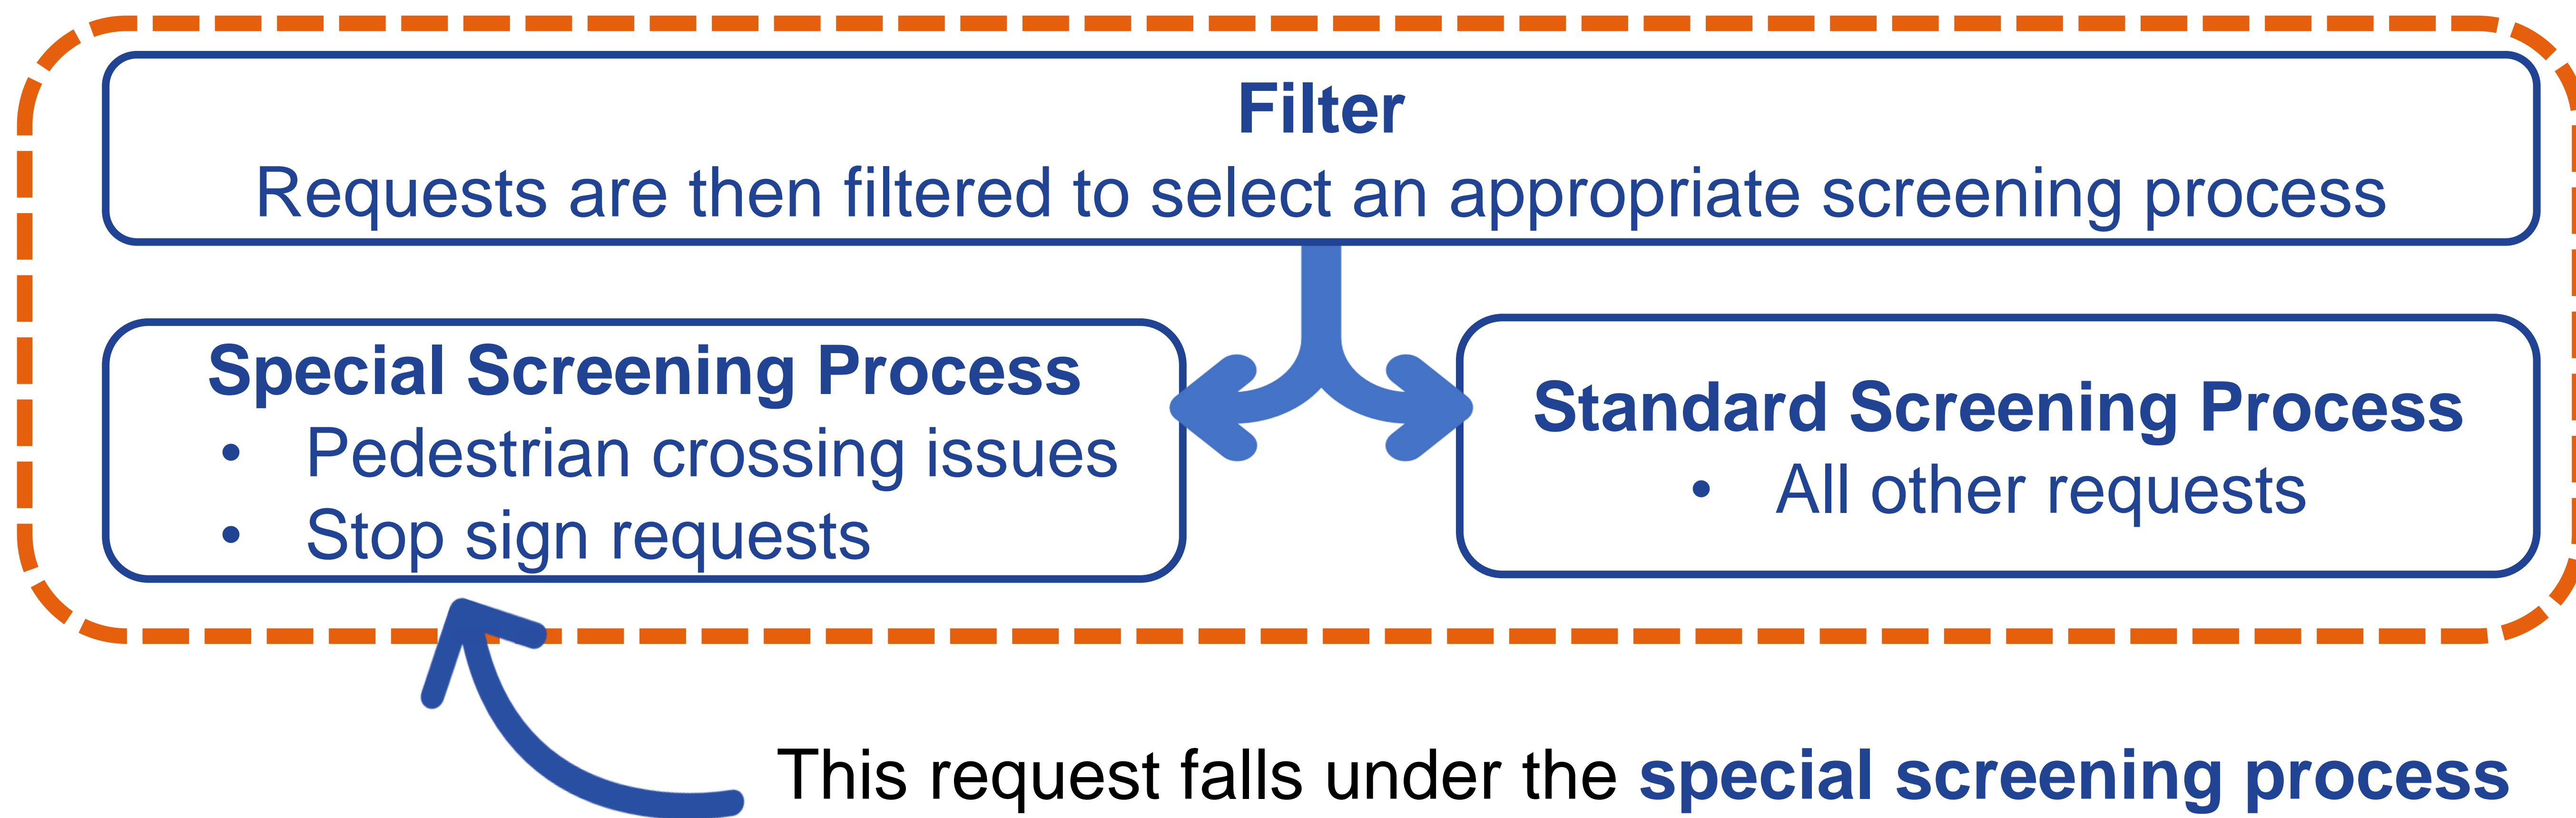 Filter
Requests are then filtered to select an appropriate screening process
Special Screening Process
• Pedestrian crossing issues
• Stop sign requests
Standard Screening Process
• All other requests
This request falls under the special screening process